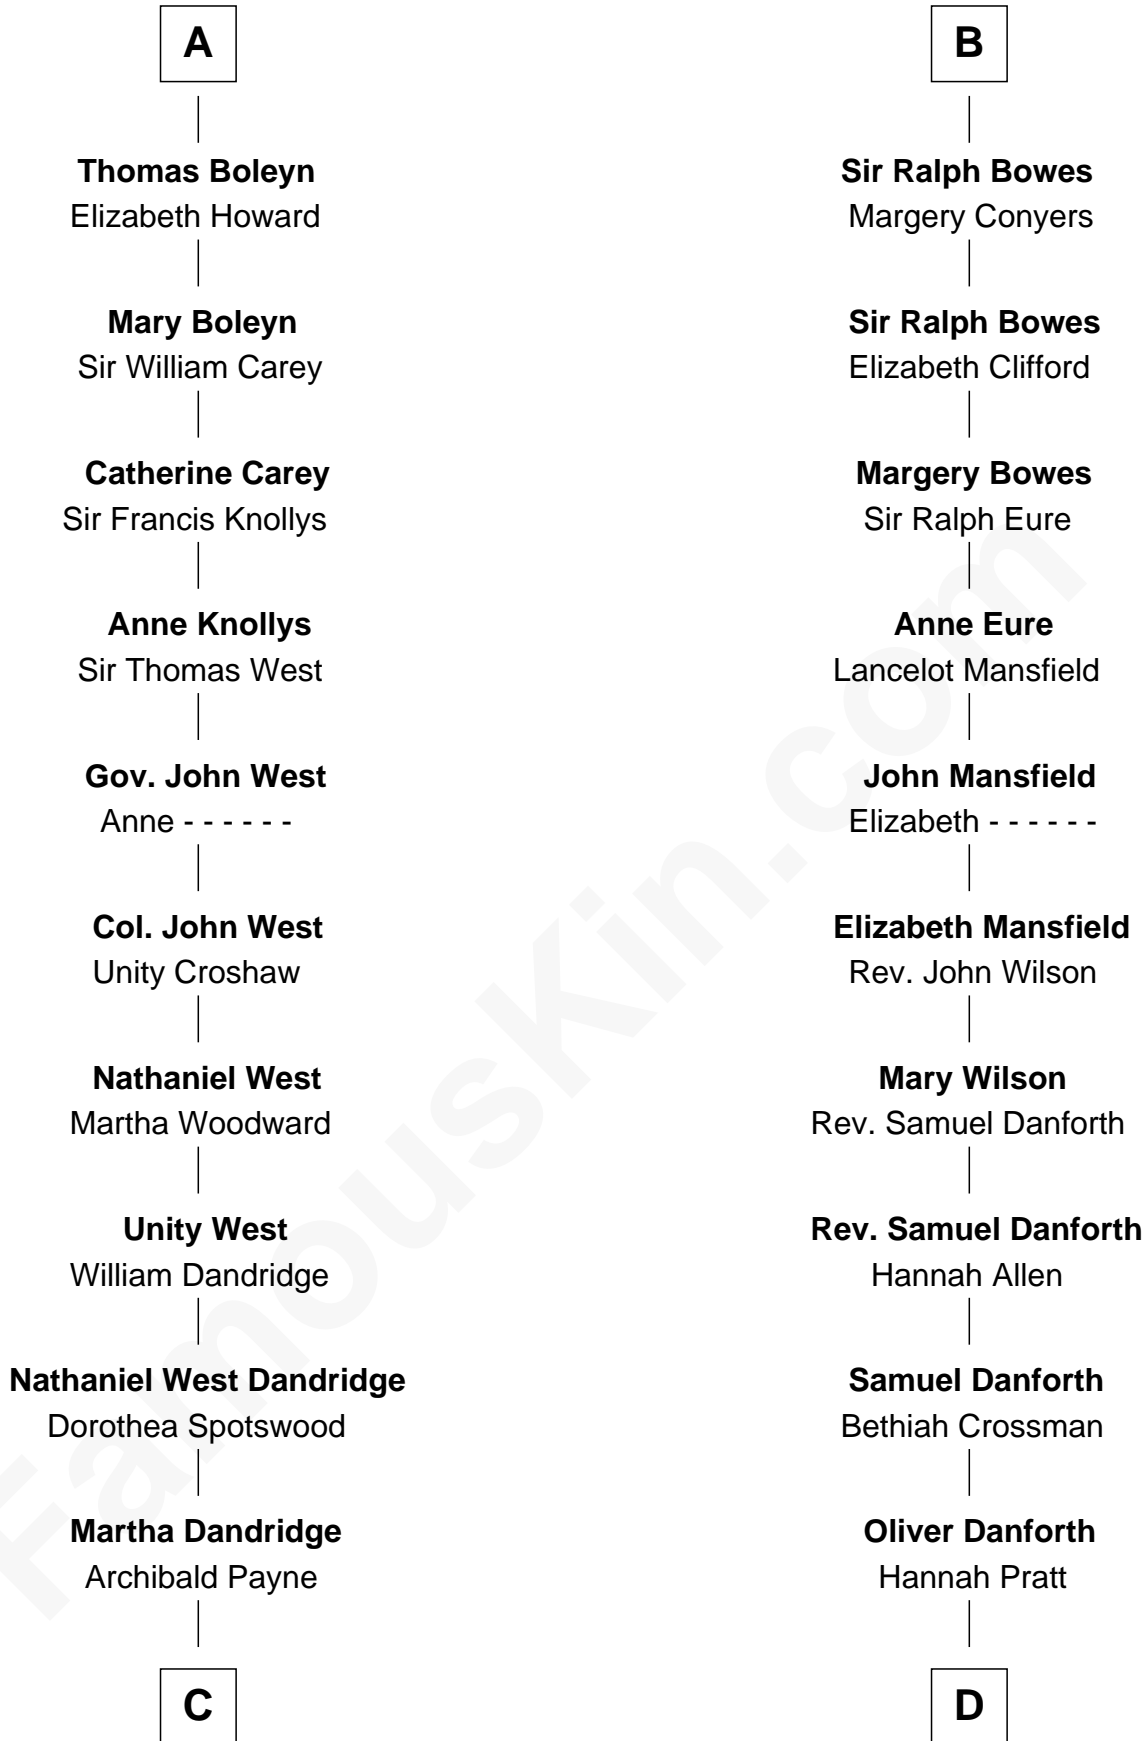 A
Thomas Boleyn
Elizabeth Howard
Mary Boleyn
Sir William Carey
Catherine Carey
Sir Francis Knollys
Anne Knollys
Sir Thomas West
Gov. John West
Anne - - - - - -
Col. John West
Unity Croshaw
Nathaniel West
Martha Woodward
Unity West
William Dandridge
Nathaniel West Dandridge
Dorothea Spotswood
Martha Dandridge
Archibald Payne
C
B
Sir Ralph Bowes
Margery Conyers
Sir Ralph Bowes
Elizabeth Clifford
Margery Bowes
Sir Ralph Eure
Anne Eure
Lancelot Mansfield
John Mansfield
Elizabeth - - - - - -
Elizabeth Mansfield
Rev. John Wilson
Mary Wilson
Rev. Samuel Danforth
Rev. Samuel Danforth
Hannah Allen
Samuel Danforth
Bethiah Crossman
Oliver Danforth
Hannah Pratt
D
FamousKin.com